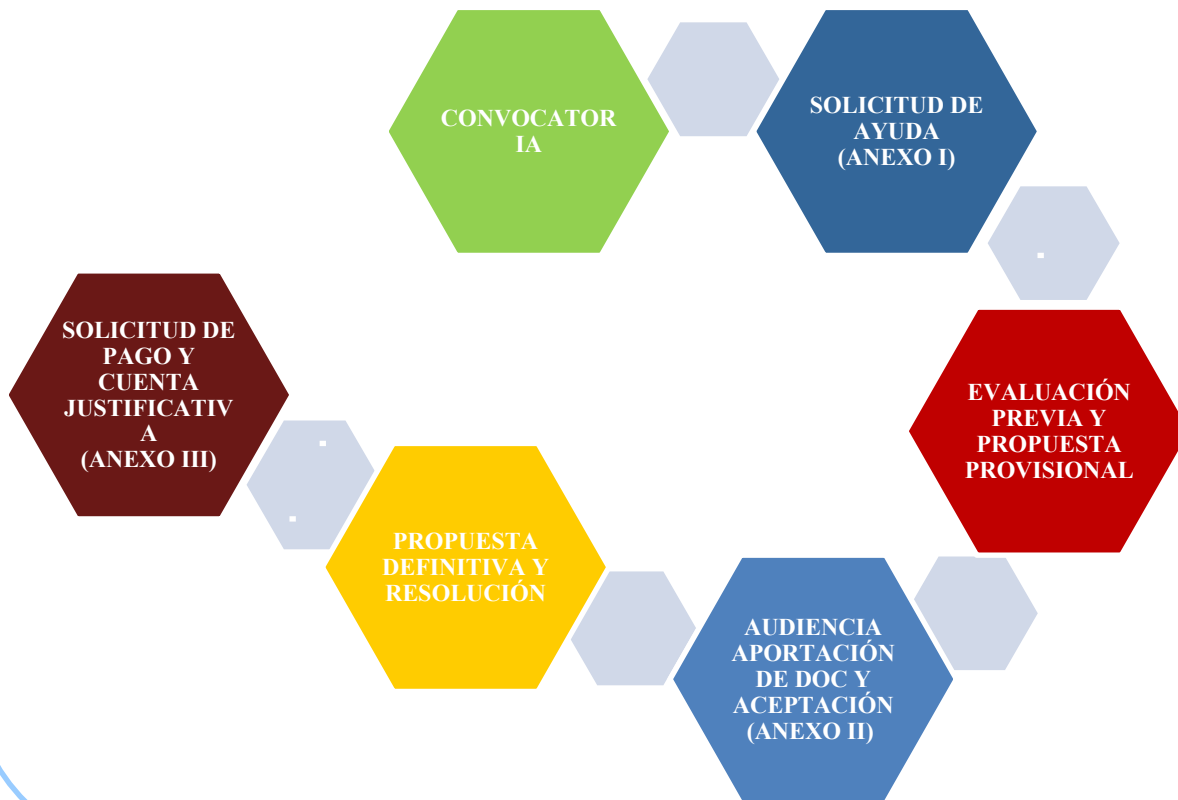 CONVOCATOR
IA
SOLICITUD DE
AYUDA
(ANEXO I)
EVALUACIÓN
PREVIA Y
PROPUESTA
PROVISIONAL
AUDIENCIA
APORTACIÓN
DE DOC Y
ACEPTACIÓN
(ANEXO II)
PROPUESTA
DEFINITIVA Y
RESOLUCIÓN
SOLICITUD DE
PAGO Y
CUENTA
JUSTIFICATIV
A
(ANEXO III)